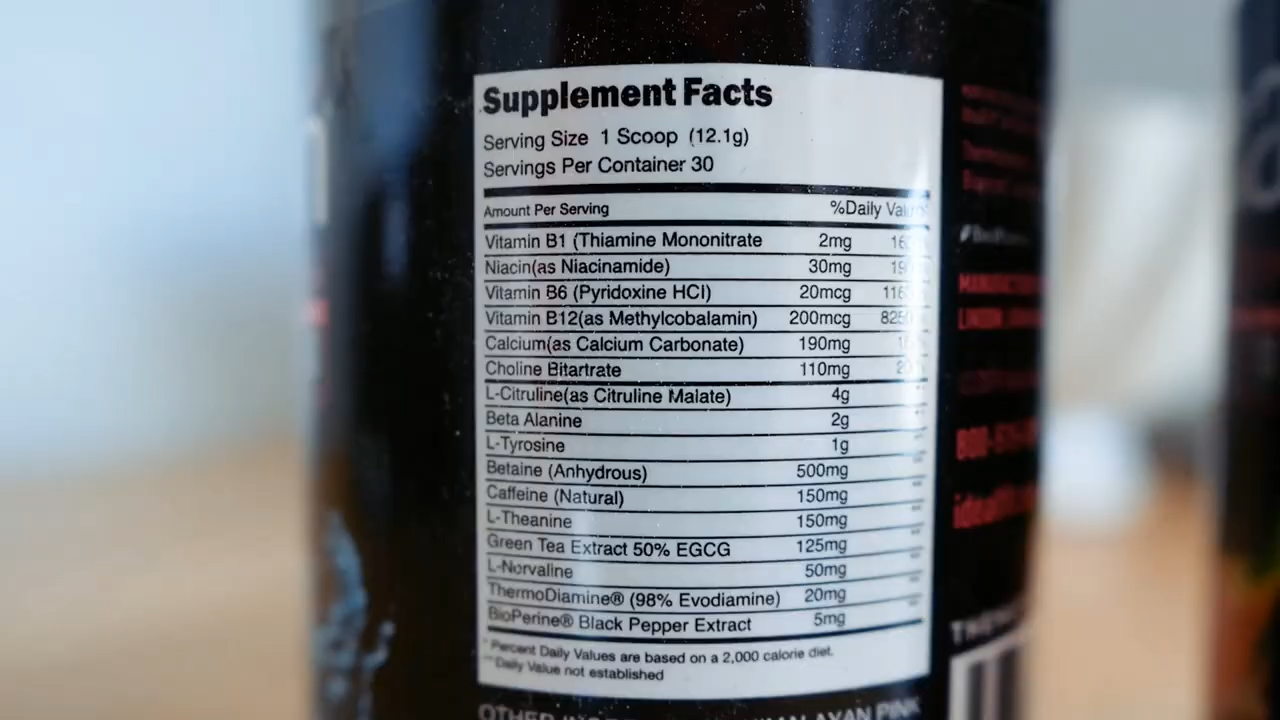 Supplement Facts
Serving Size 1 Scoop (12.1g)
Servings Per Container 30
Amount Per Serving %Daily
Vitamin B1 (Thiamine Mononitrate 2mg
Niacin(as Niacinamide) 30mg
Vitamin B6 (Pyridoxine HCI) 20mcg
Vitamin B12(as Methylcobalamin) 200mcg
Calcium(as Calcium Carbonate) 190mg
Choline Bitartrate 110mg
L-Citruline(as Citruline Malate) 4g **
Beta Alanine 2g **
L-Tyrosine 1g **
Betaine (Anhydrous) 500mg **
Caffeine (Natural) 150mg **
L-Theanine 150mg **
Green Tea Extract 50% EGCG 125mg **
L-Norvaline 50mg **
ThermoDiamine® (98% Evodiamine) 20mg **
BioPerine® Black Pepper Extract 5mg **
* Percent Daily Values are based on a 2,000 calorie diet.
** Daily Value not established
OTHER PINK